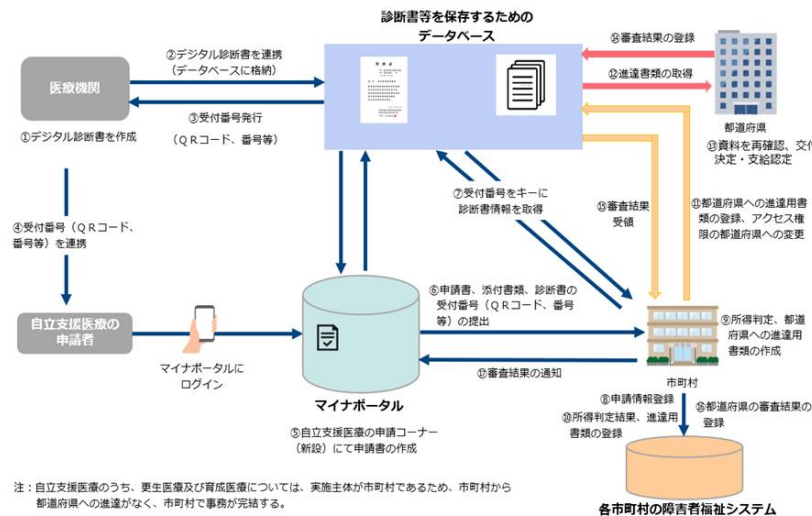 診断書等を保存するための
データベース
②デジタル診断書を連携
（データベースに格納）
医療機関
③受付番号発行
（ＱＲコード、番号等）
①デジタル診断書を作成
⑭審査結果の登録
⑫進達書類の取得
都道府県
⑬資料を再確認、交付
決定・支給認定
④受付番号（ＱＲコード、
番号等）を連携
⑦受付番号をキーに
診断書情報を取得
⑮審査結果
受領
⑪都道府県への進達用書
類の登録、アクセス権
限の都道府県への変更
⑥申請書、添付書類、診断書の
受付番号（ＱＲコード、番号
等）の提出
自立支援医療の
申請者
マイナポータルに
ログイン
⑨所得判定、都道
府県への進達用
書類の作成
⑰審査結果の通知
市町村
マイナポータル
⑤自立支援医療の申請コーナー
（新設）にて申請書の作成
⑧申請情報登録
⑩所得判定結果、進達用
書類の登録
⑯都道府県の審査結果の
登録
注：自立支援医療のうち、更生医療及び育成医療については、実施主体が市町村であるため、市町村から
都道府県への進達がなく、市町村で事務が完結する。
各市町村の障害者福祉システム